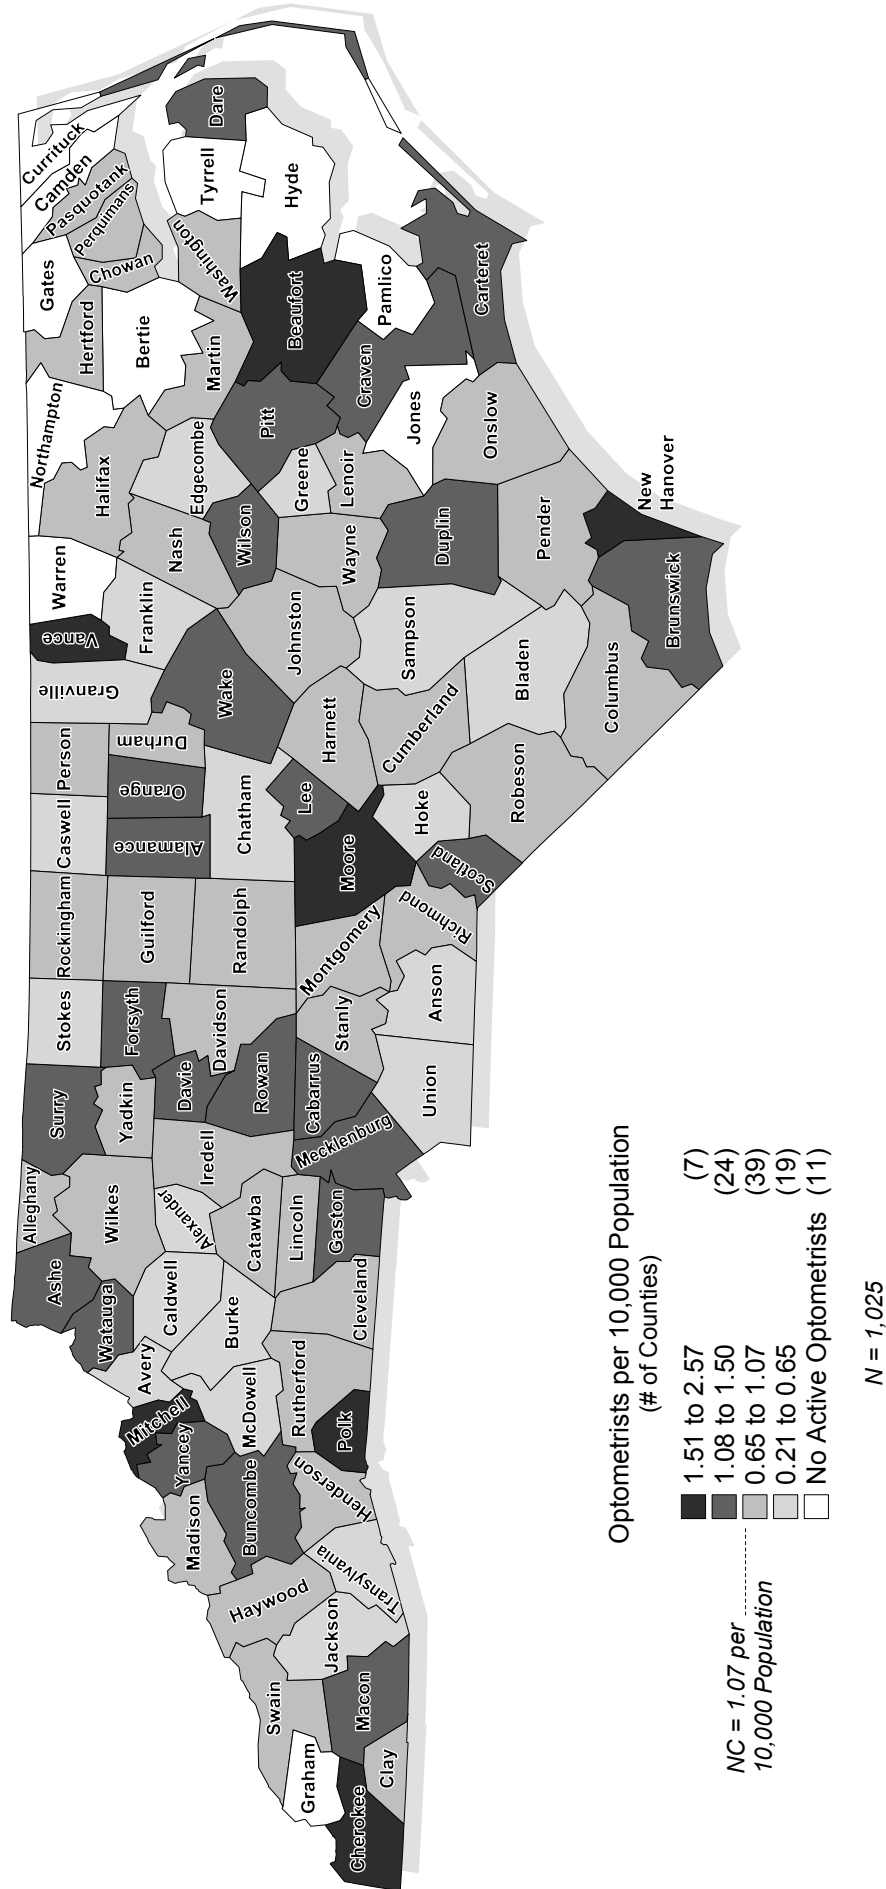 Cherokee
Graham
Clay
Macon
Swain
Jackson
Haywood
Transylvania
Madison
Buncombe
Henderson
Yancey
Mitchell
Polk
McDowell
Rutherford
Avery
Watauga
Burke
Caldwell
Cleveland
Ashe
Alleghany
Wilkes
Alexander
Catawba
Lincoln
Gaston
Iredell
Surry
Yadkin
Davie
Rowan
Cabarrus
Mecklenburg
Stokes
Forsyth
Davidson
Stanly
Union
Anson
Rockingham
Guilford
Randolph
Montgomery
Richmond
Caswell
Alamance
Orange
Chatham
Moore
Lee
Hoke
Scotland
Person
Durham
Granville
Wake
Harnett
Cumberland
Robeson
Vance
Warren
Franklin
Johnston
Sampson
Bladen
Columbus
Brunswick
New
Hanover
Nash
Wilson
Wayne
Duplin
Pender
Northampton
Halifax
Edgecombe
Greene
Lenoir
Jones
Onslow
Pitt
Hertford
Bertie
Martin
Beaufort
Craven
Pamlico
Carteret
Gates
Chowan
Perquimans
Pasquotank
Camden
Currituck
Washington
Tyrrell
Hyde
Dare
Optometrists per 10,000 Population
(# of Counties)
1.51 to 2.57 (7)
1.08 to 1.50 (24)
0.65 to 1.07 (39)
0.21 to 0.65 (19)
No Active Optometrists (11)
NC = 1.07 per
10,000 Population
N = 1,025